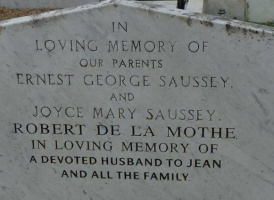 IN
LOVING MEMORY OF
OUR PARENTS
ERNEST GEORGE SAUSSEY.
AND
JOYCE MARY SAUSSEY.
ROBERT DE LA MOTHE
IN LOVING MEMORY OF
A DEVOTED HUSBAND TO JEAN
AND ALL THE FAMILY.